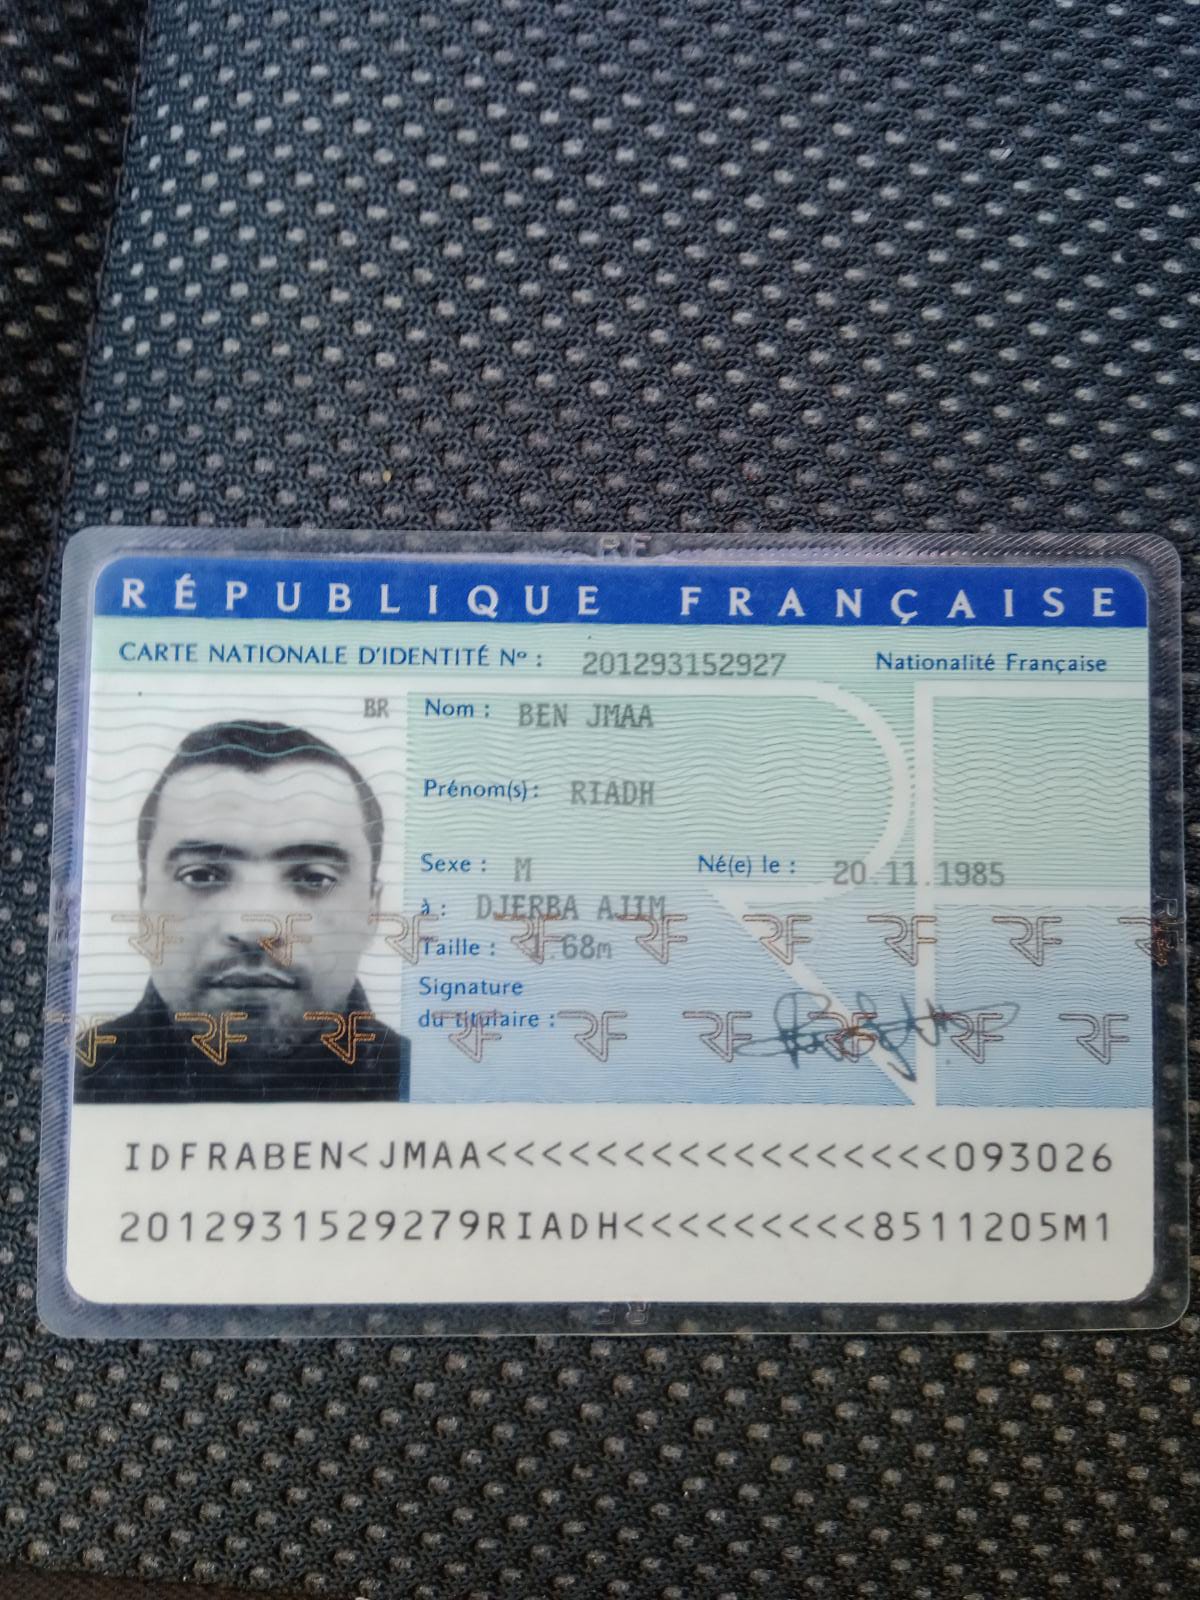 RF
RÉPUBLIQUE FRANÇAISE
CARTE NATIONALE D'IDENTITÉ Nº : 201293152927 Nationalité Française
BR
Nom : BEN JMAA
Prénom(s) : RIADH
Sexe : M Né(e) le : 20.11.1985
à : DJERBA AJIM
Taille : 1.68m
Signature
du titulaire :
RF RF RF RF RF RF RF RF RF
RF RF RF RF RF RF RF RF RF
IDFRABEN<JMAA<<<<<<<<<<<<<<<<<093026
2012931529279RIADH<<<<<<<<<8511205M1
RF